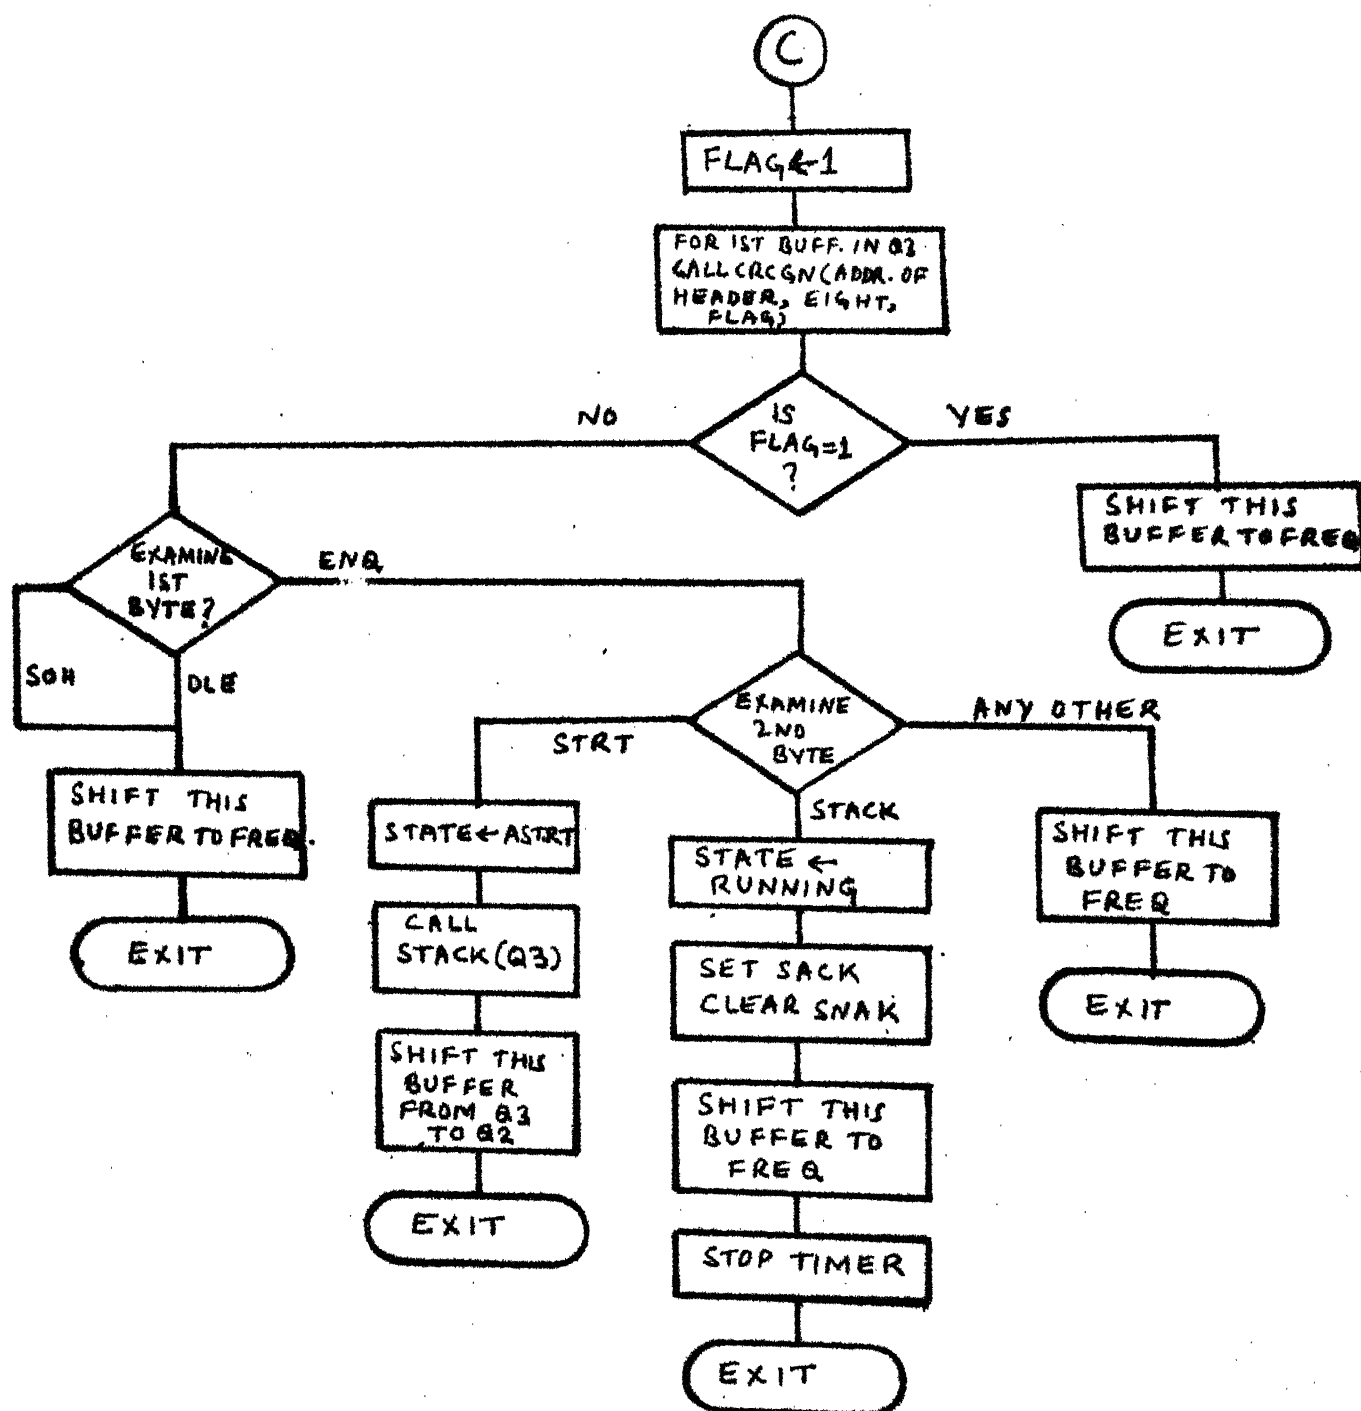 C
FLAG←1
FOR 1ST BUFF. IN Q3
CALL CRCGN(ADDR. OF
HEADER, EIGHT,
FLAG)
IS
FLAG=1
?
NO
YES
SHIFT THIS
BUFFER TO FREQ
EXIT
EXAMINE
1ST
BYTE?
ENQ
SOH
DLE
SHIFT THIS
BUFFER TO FREQ.
EXIT
EXAMINE
2ND
BYTE
STRT
STACK
ANY OTHER
STATE←ASTRT
CALL
STACK(Q3)
SHIFT THIS
BUFFER
FROM Q3
TO Q2
EXIT
STATE ←
RUNNING
SET SACK
CLEAR SNAK
SHIFT THIS
BUFFER TO
FREQ
STOP TIMER
EXIT
SHIFT THIS
BUFFER TO
FREQ
EXIT